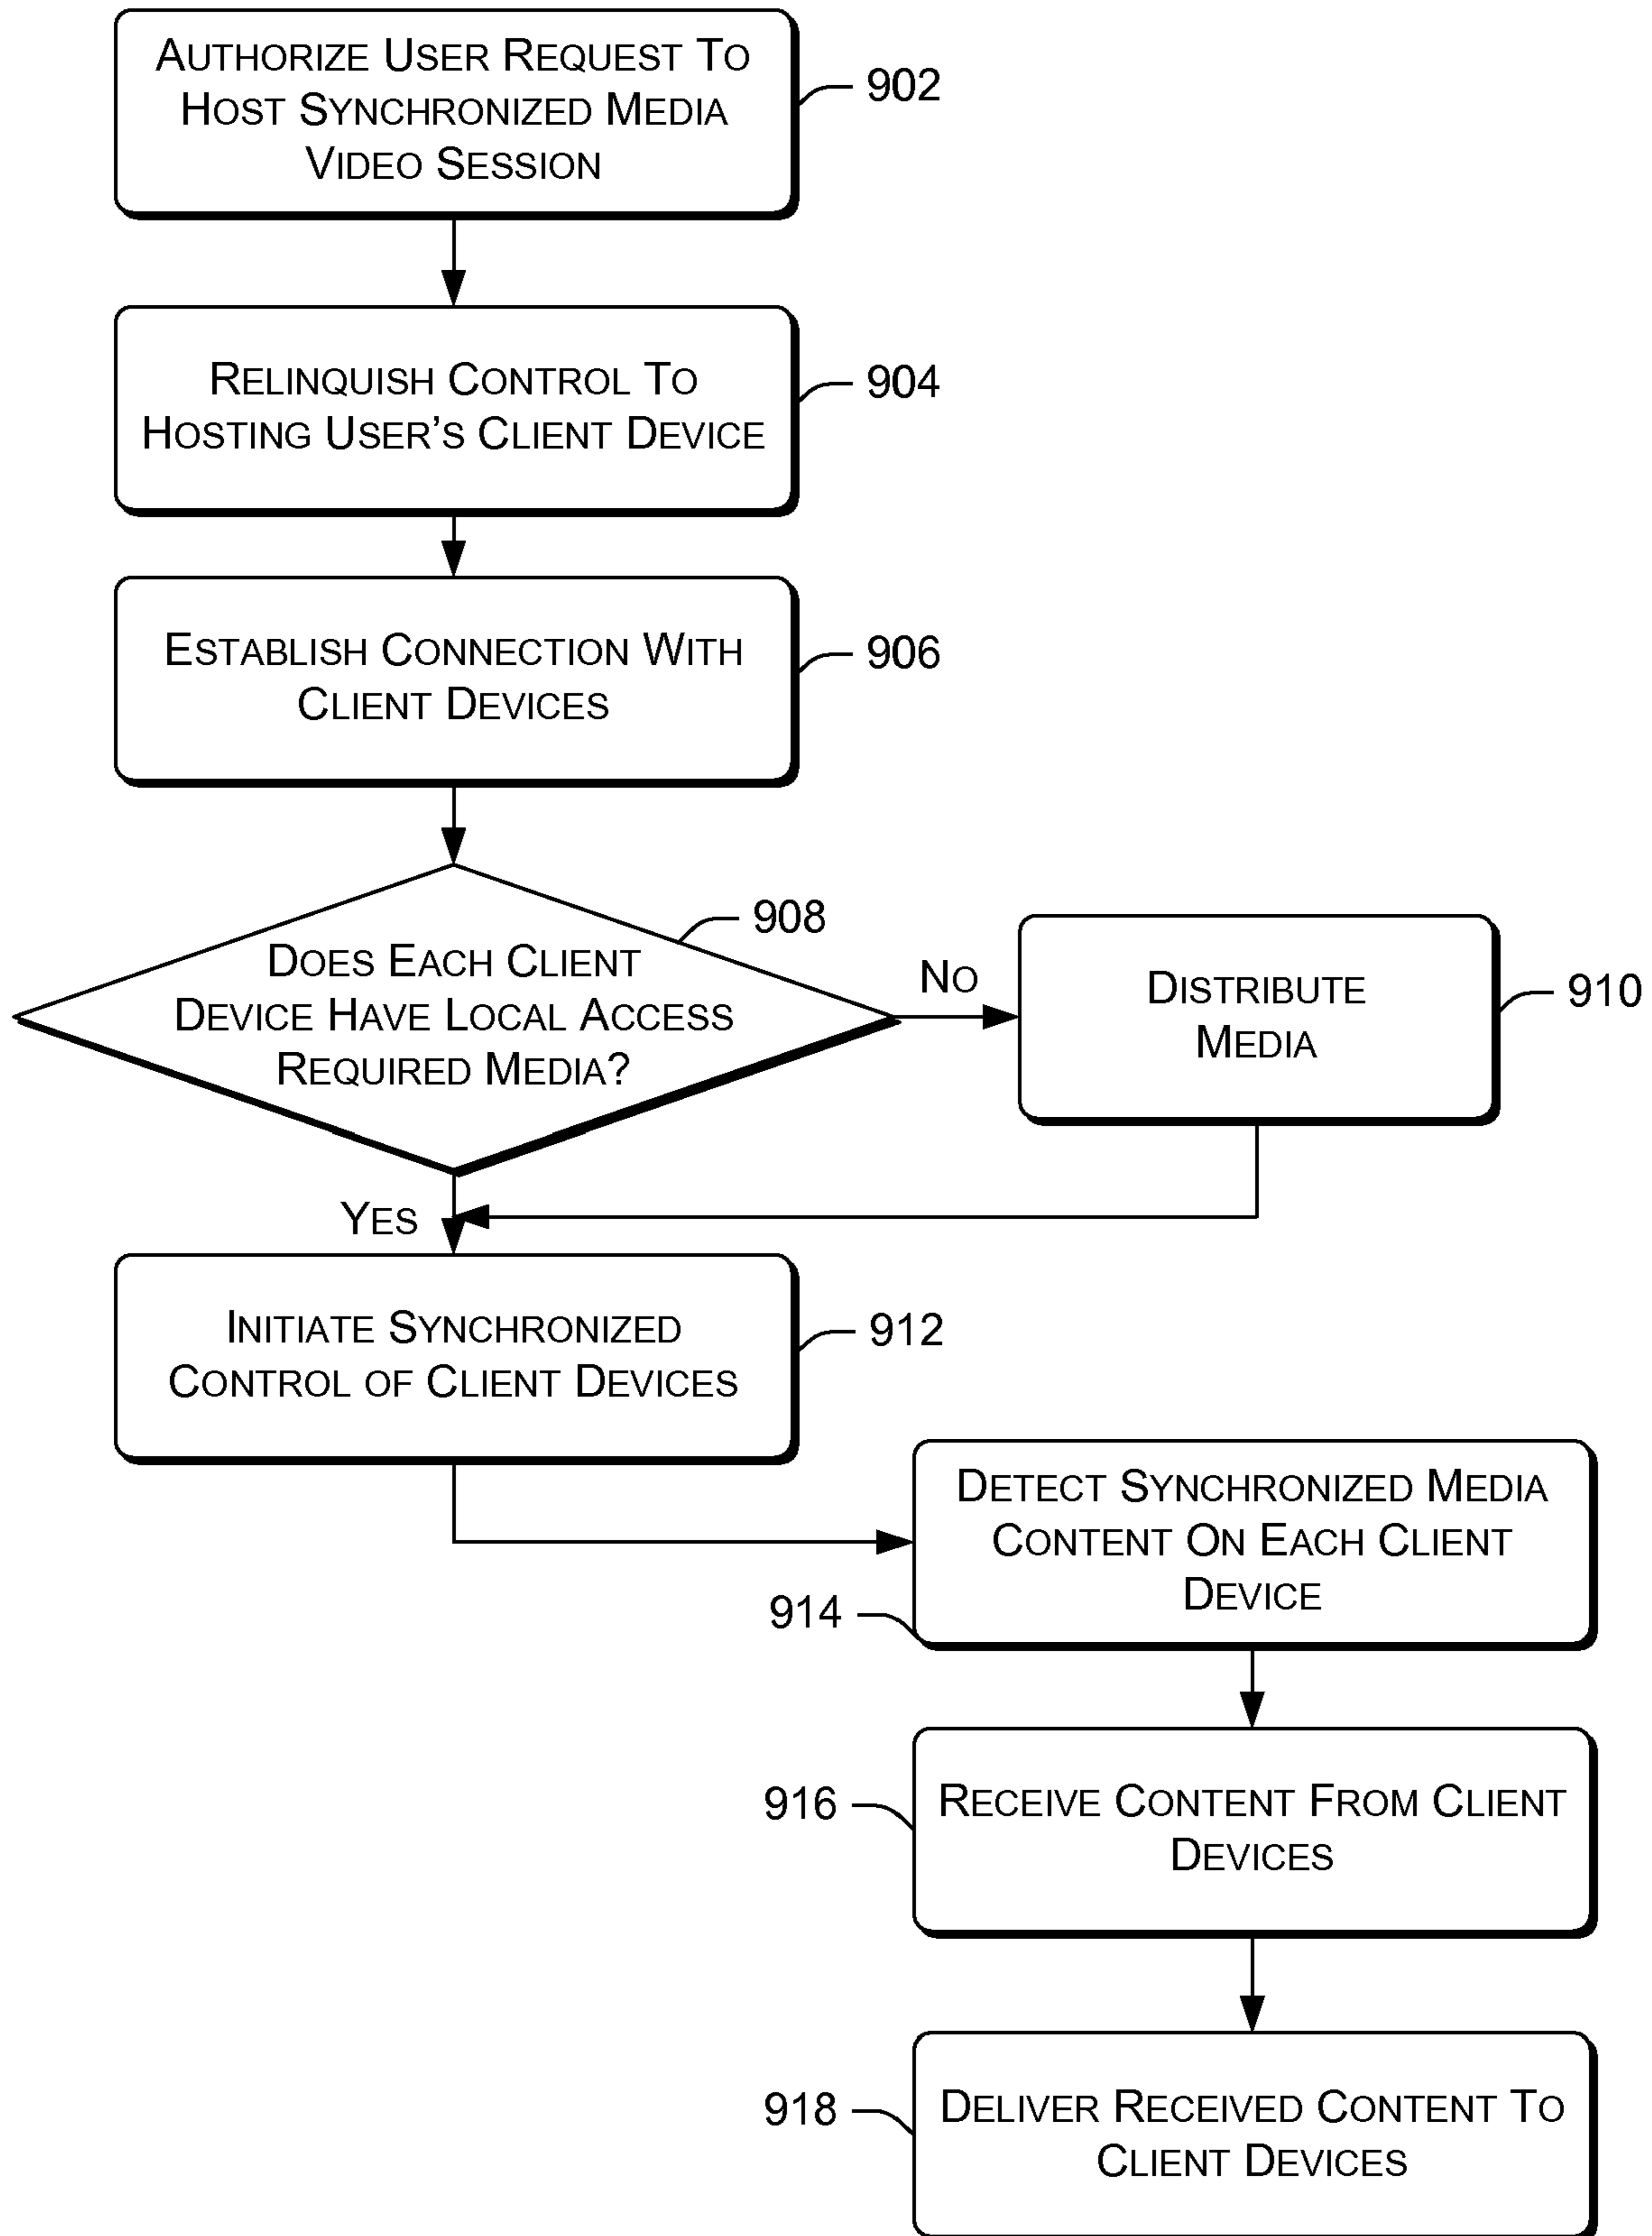 AUTHORIZE USER REQUEST TO
HOST SYNCHRONIZED MEDIA
VIDEO SESSION
902
RELINQUISH CONTROL TO
HOSTING USER'S CLIENT DEVICE
904
ESTABLISH CONNECTION WITH
CLIENT DEVICES
906
908
DOES EACH CLIENT
DEVICE HAVE LOCAL ACCESS
REQUIRED MEDIA?
NO
DISTRIBUTE
MEDIA
910
YES
INITIATE SYNCHRONIZED
CONTROL OF CLIENT DEVICES
912
DETECT SYNCHRONIZED MEDIA
CONTENT ON EACH CLIENT
DEVICE
914
916
RECEIVE CONTENT FROM CLIENT
DEVICES
918
DELIVER RECEIVED CONTENT TO
CLIENT DEVICES